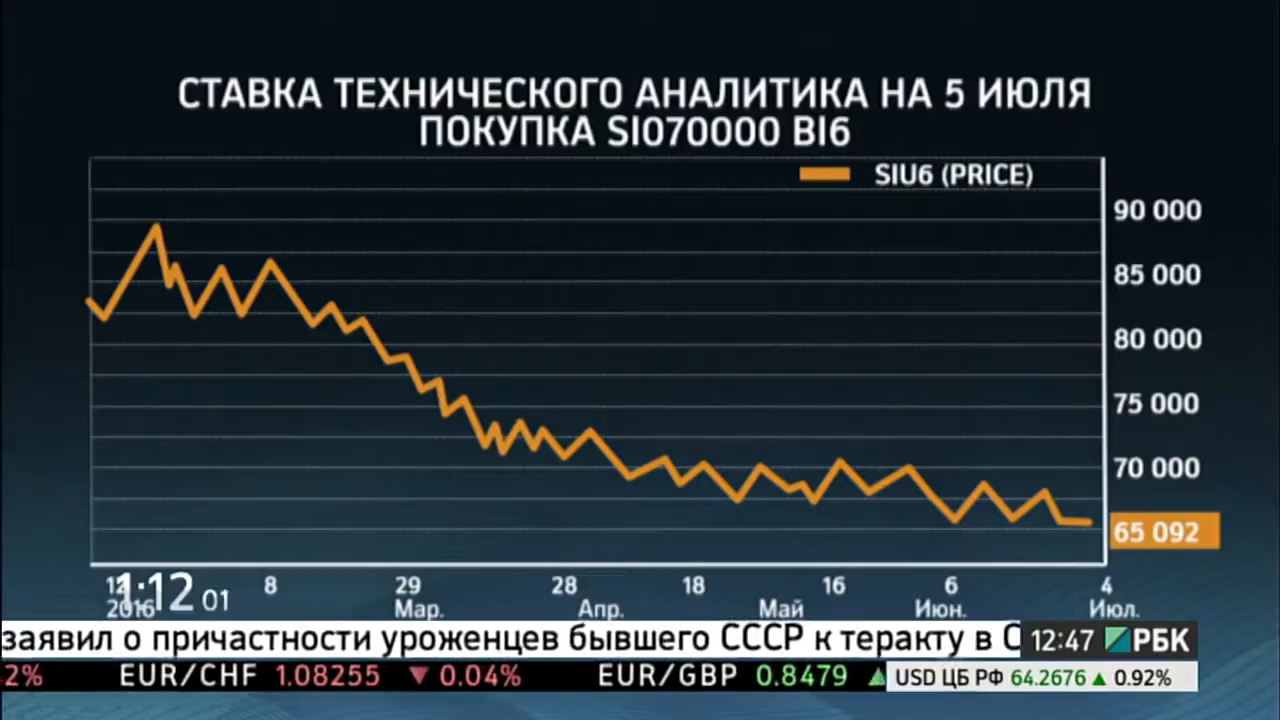 СТАВКА ТЕХНИЧЕСКОГО АНАЛИТИКА НА 5 ИЮЛЯ
ПОКУПКА SI070000 BI6
SIU6 (PRICE)
90 000
85 000
80 000
75 000
70 000
65 092
8 29 28 18 16 6 4
2016 Мар. Апр. Май Июн. Июл.
1:12 01
заявил о причастности уроженцев бывшего СССР к теракту в С
12:47 РБК
2% EUR/CHF 1.08255 ▼ 0.04% EUR/GBP 0.8479 ▲
USD ЦБ РФ 64.2676 ▲ 0.92%